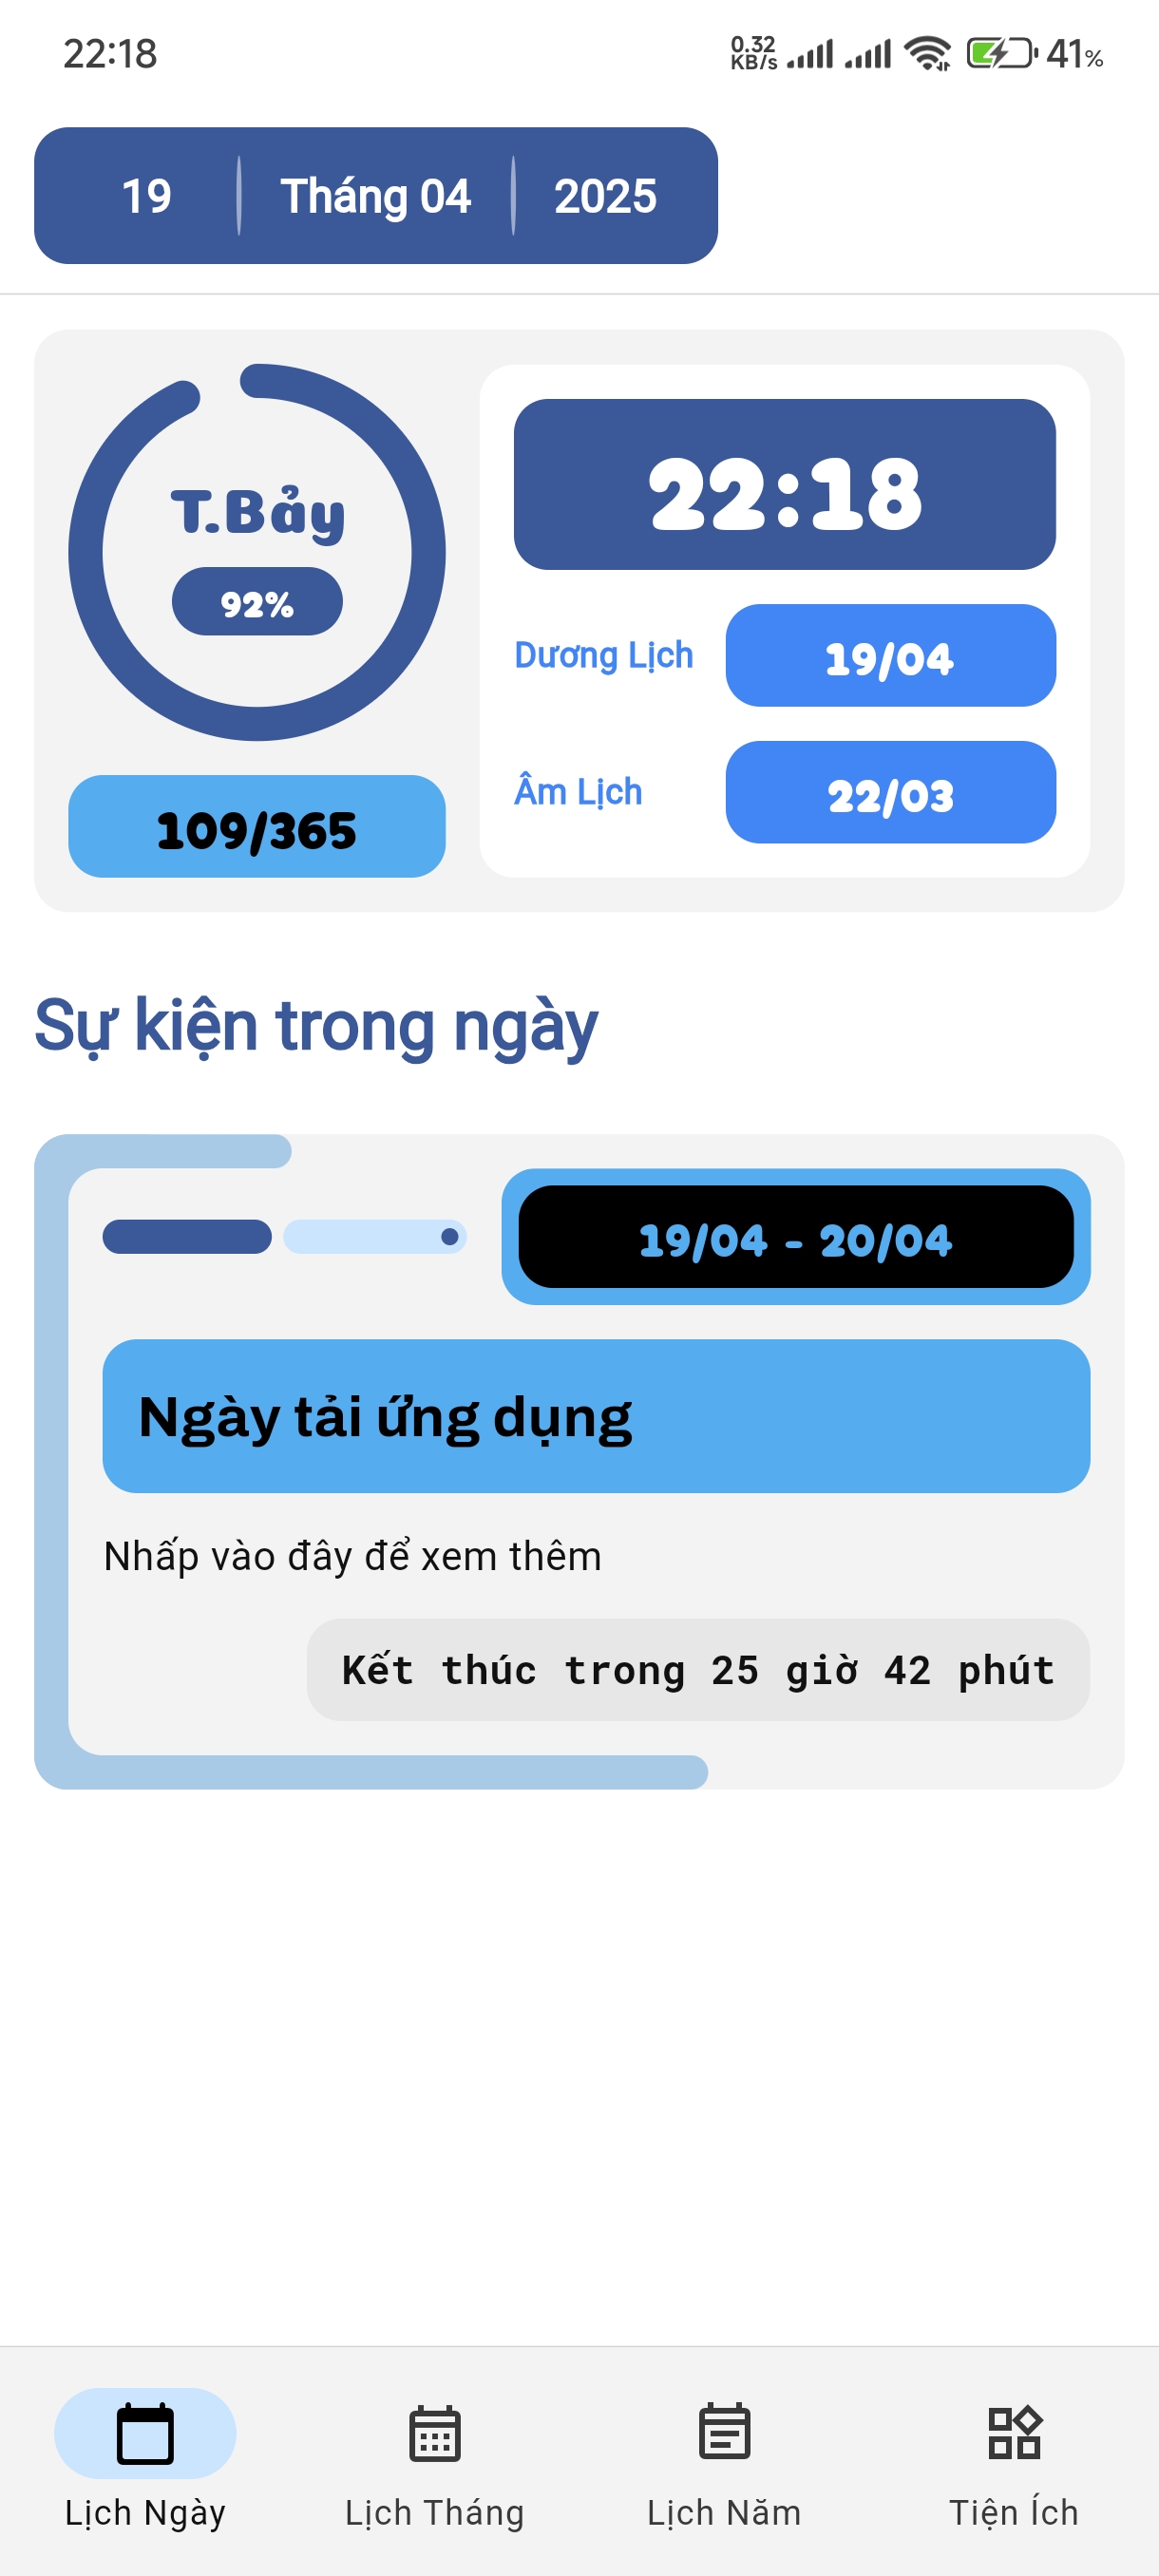 22:18
0.32
KB/s
41%
19
Tháng 04
2025
T.Bảy
92%
109/365
22:18
Dương Lịch
19/04
Âm Lịch
22/03
Sự kiện trong ngày
19/04 - 20/04
Ngày tải ứng dụng
Nhấp vào đây để xem thêm
Kết thúc trong 25 giờ 42 phút
Lịch Ngày
Lịch Tháng
Lịch Năm
Tiện Ích